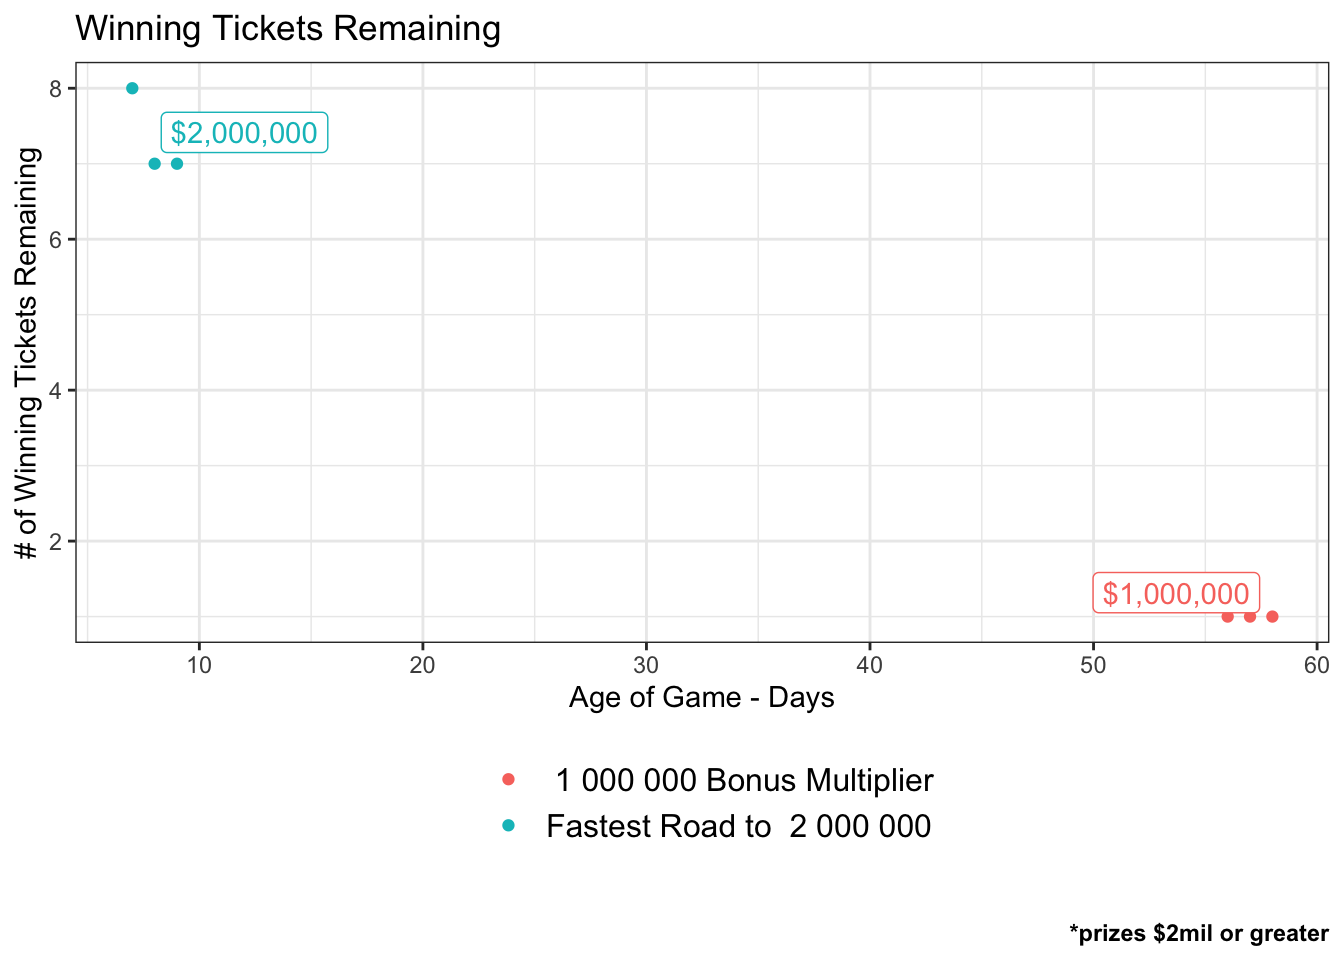 Winning Tickets Remaining
# of Winning Tickets Remaining
8
6
4
2
$2,000,000
$1,000,000
10 20 30 40 50 60
Age of Game - Days
1 000 000 Bonus Multiplier
Fastest Road to  2 000 000
*prizes $2mil or greater